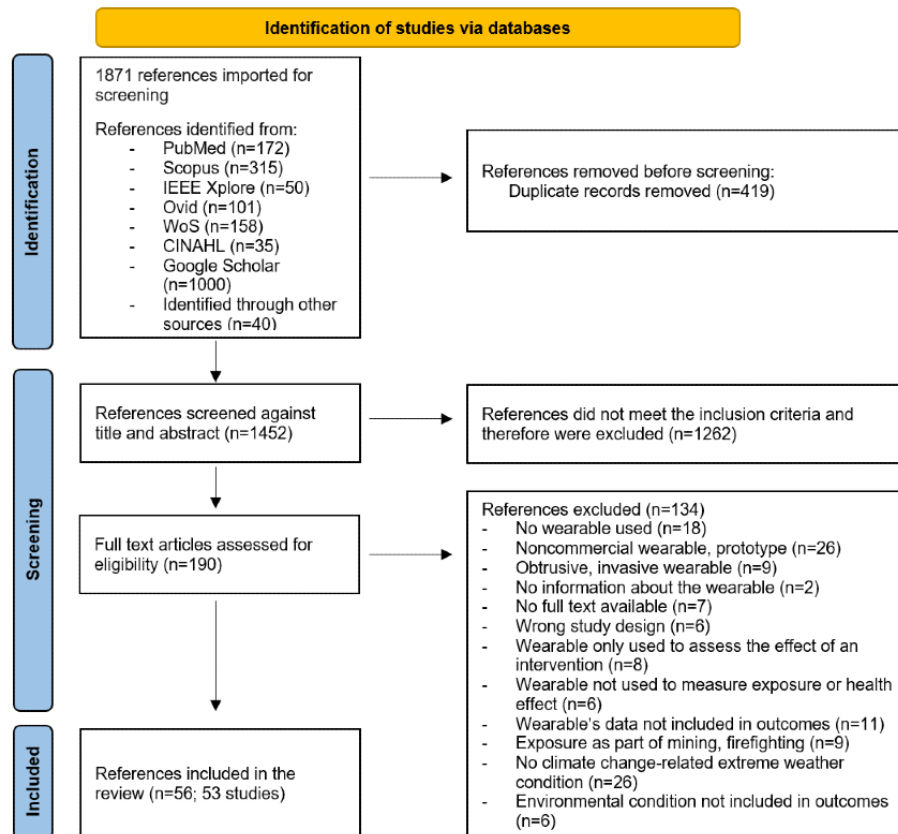 Identification of studies via databases
Identification
1871 references imported for
screening
References identified from:
- PubMed (n=172)
- Scopus (n=315)
- IEEE Xplore (n=50)
- Ovid (n=101)
- WoS (n=158)
- CINAHL (n=35)
- Google Scholar
(n=1000)
- Identified through other
sources (n=40)
References removed before screening:
Duplicate records removed (n=419)
Screening
References screened against
title and abstract (n=1452)
References did not meet the inclusion criteria and
therefore were excluded (n=1262)
Full text articles assessed for
eligibility (n=190)
References excluded (n=134)
- No wearable used (n=18)
- Noncommercial wearable, prototype (n=26)
- Obtrusive, invasive wearable (n=9)
- No information about the wearable (n=2)
- No full text available (n=7)
- Wrong study design (n=6)
- Wearable only used to assess the effect of an
intervention (n=8)
- Wearable not used to measure exposure or health
effect (n=6)
- Wearable's data not included in outcomes (n=11)
- Exposure as part of mining, firefighting (n=9)
- No climate change-related extreme weather
condition (n=26)
- Environmental condition not included in outcomes
(n=6)
Included
References included in the
review (n=56; 53 studies)